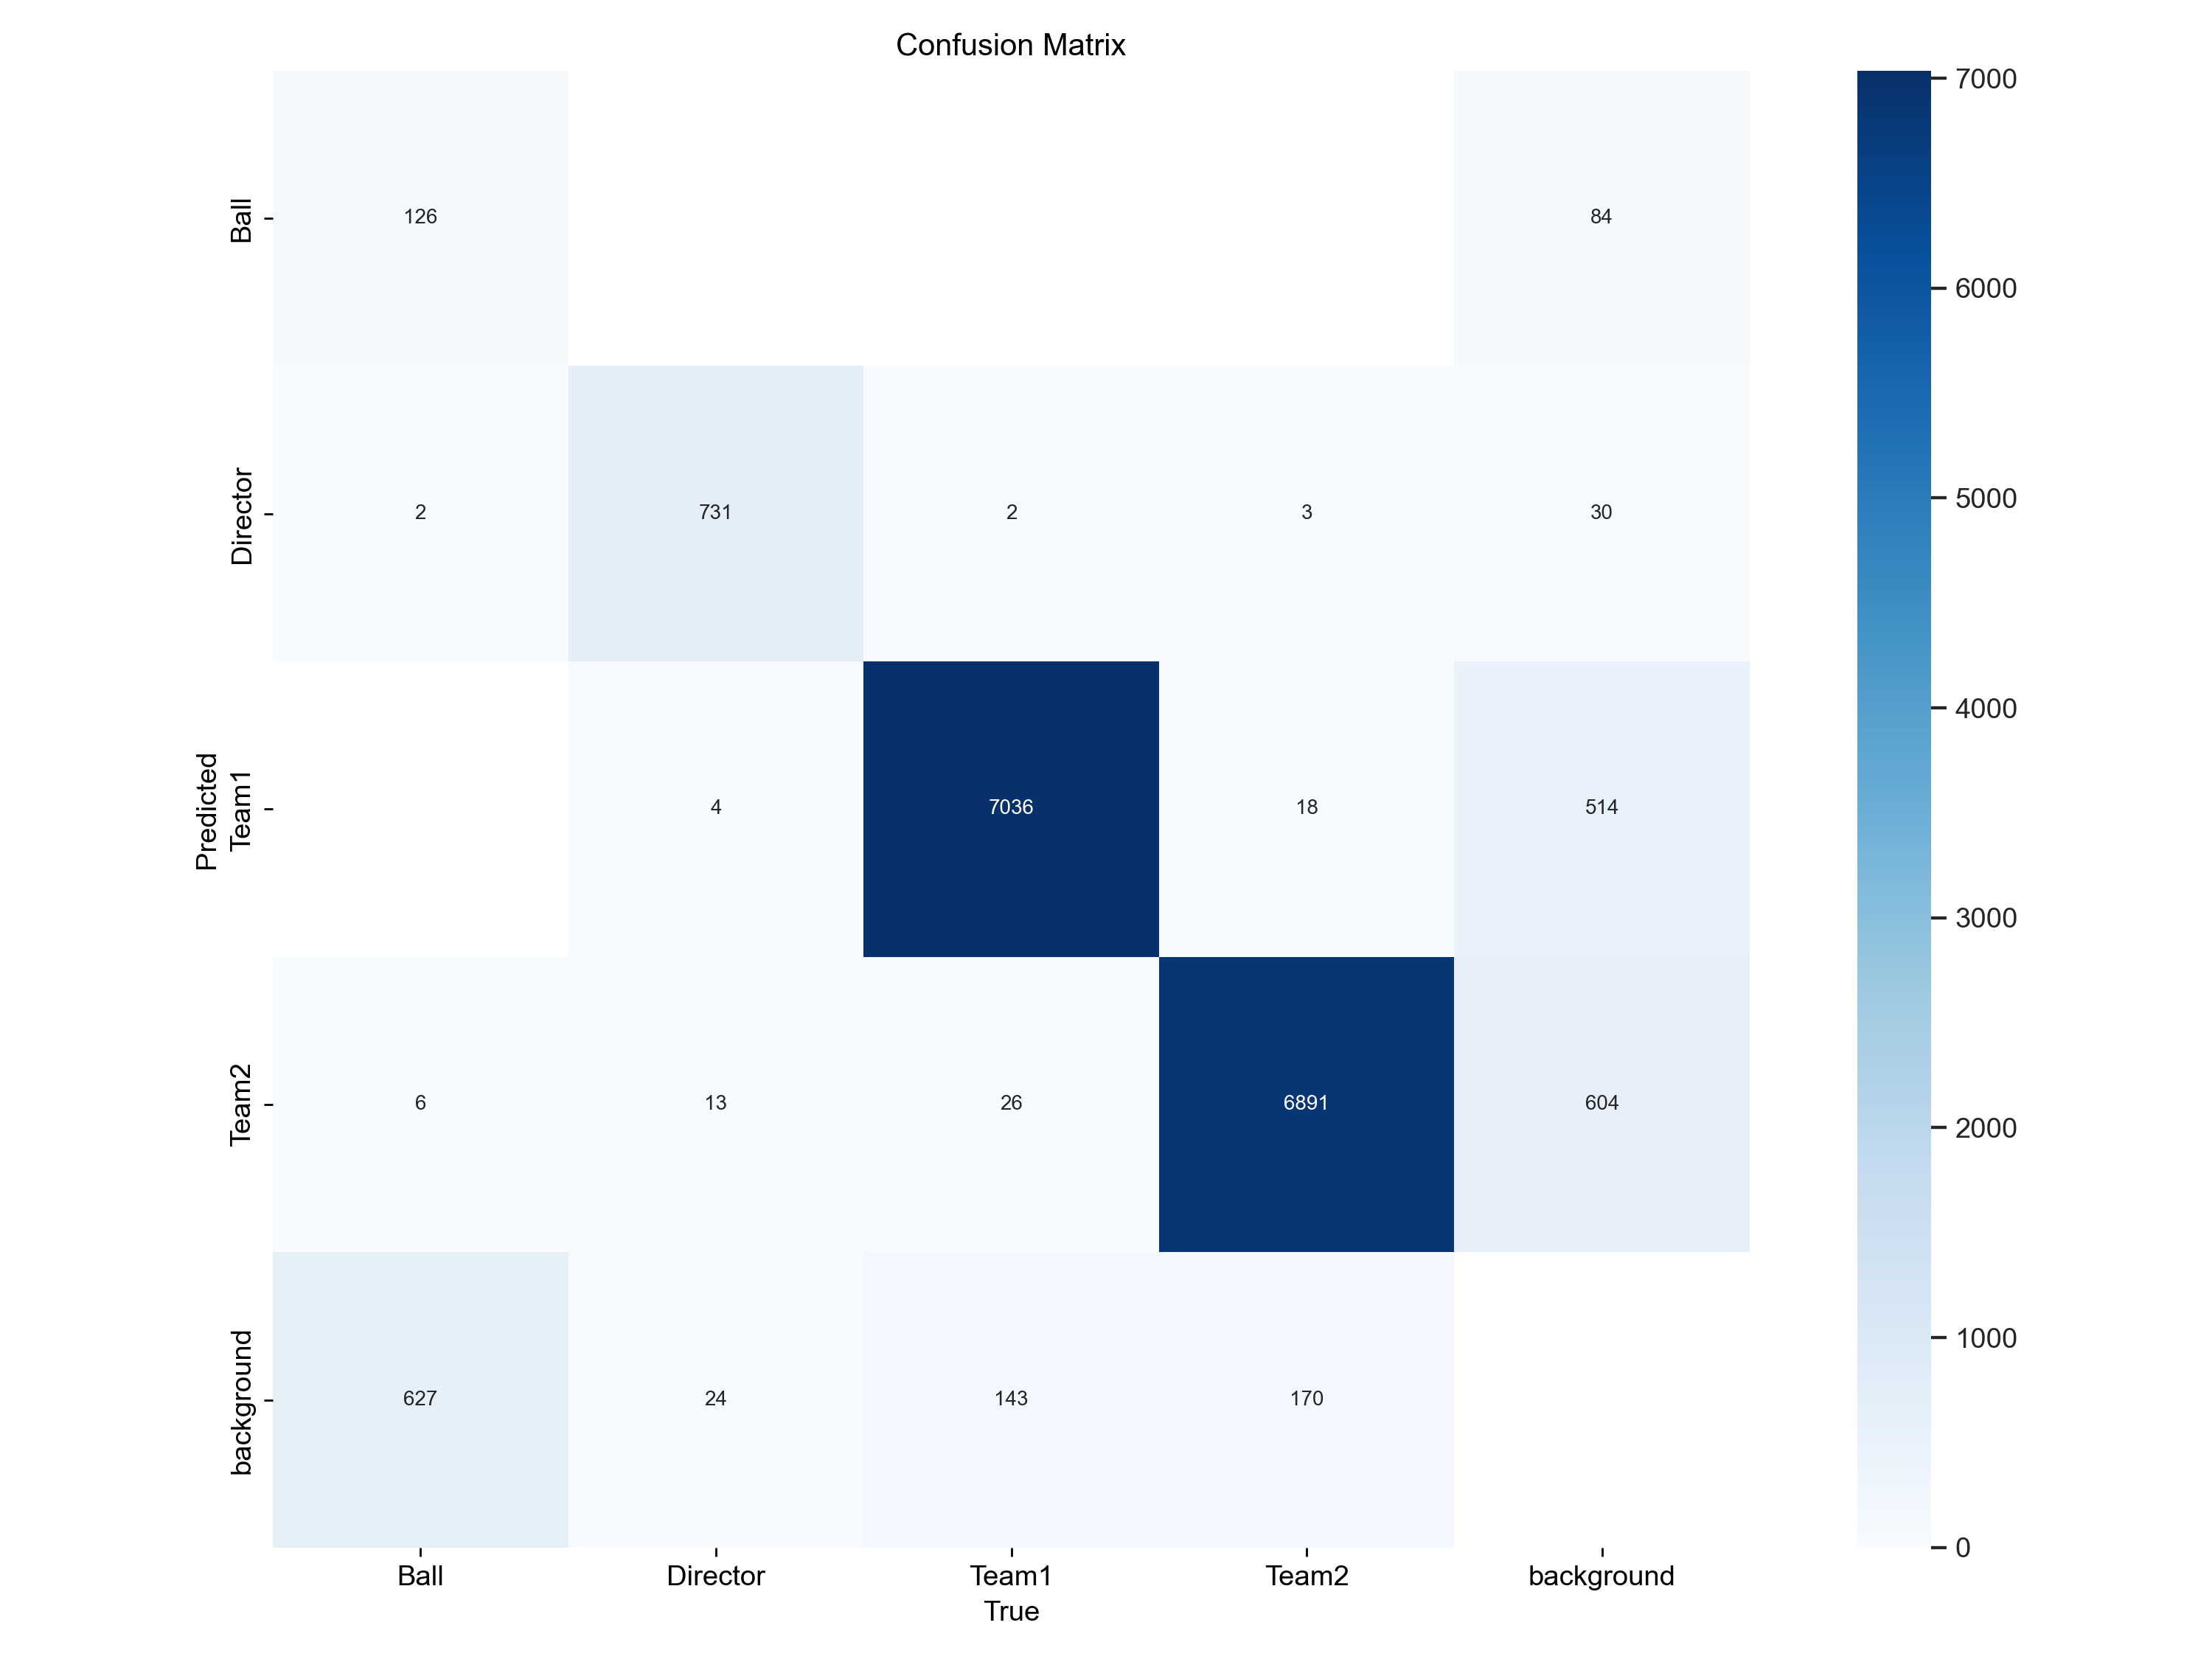 Confusion Matrix
Predicted
Ball
126
84
Director
2
731
2
3
30
Team1
4
7036
18
514
Team2
6
13
26
6891
604
background
627
24
143
170
Ball
Director
Team1
Team2
background
True
7000
6000
5000
4000
3000
2000
1000
0